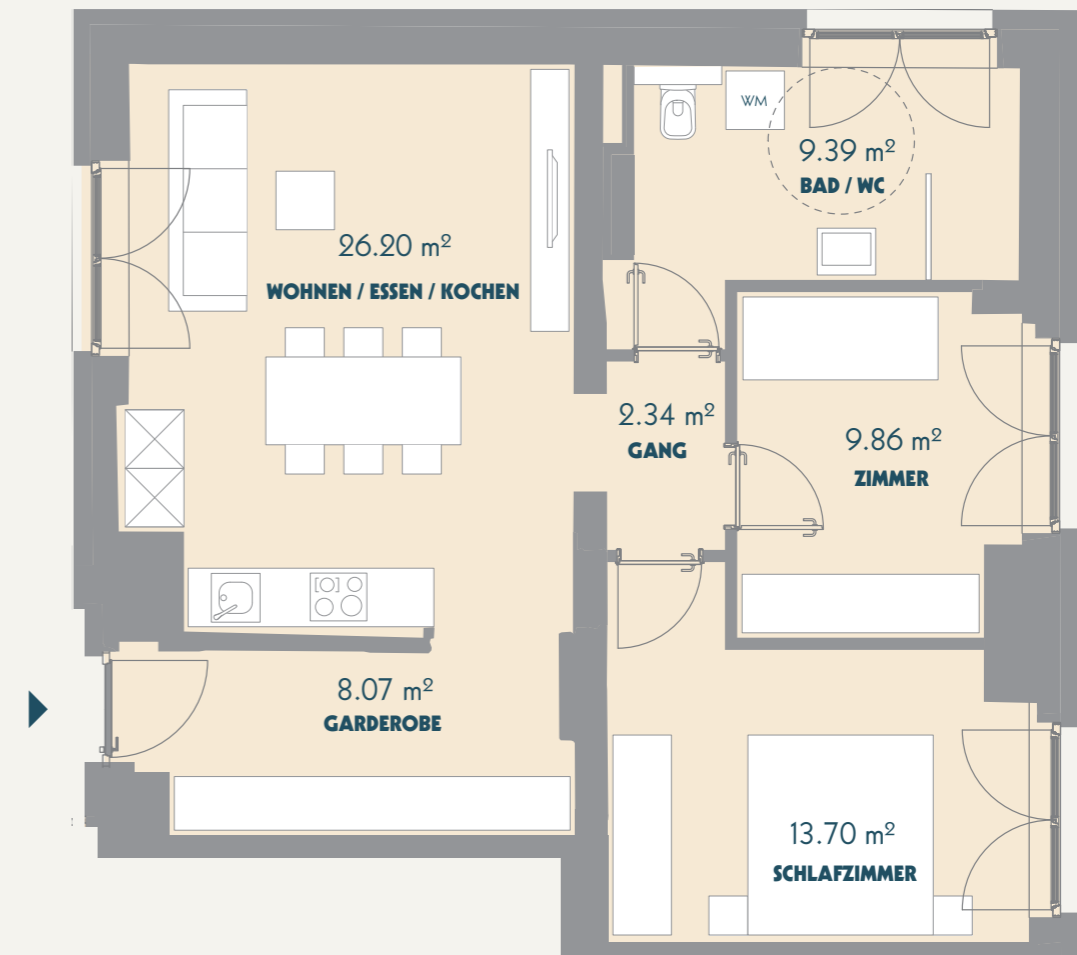 WM
9.39 m²
BAD / WC
26.20 m²
WOHNEN / ESSEN / KOCHEN
2.34 m²
GANG
9.86 m²
ZIMMER
8.07 m²
GARDEROBE
13.70 m²
SCHLAFZIMMER